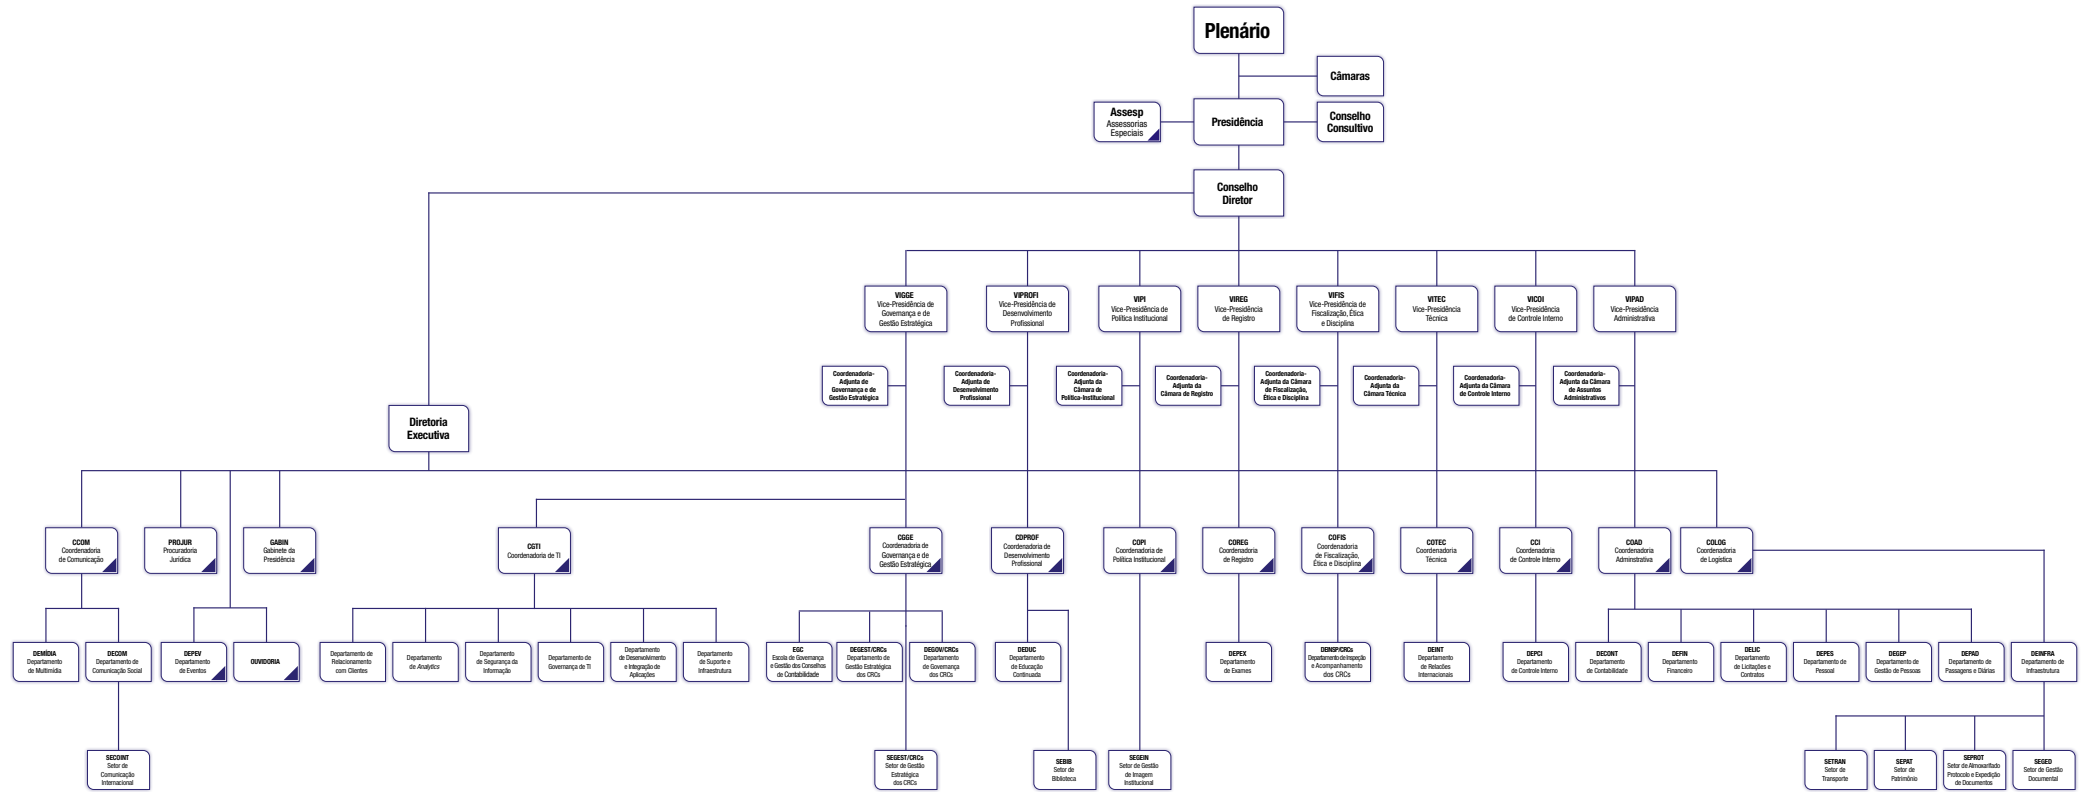 Plenário
Câmaras
Assesp
Assessorias
Especiais
Presidência
Conselho
Consultivo
Conselho
Diretor
VIGGE
Vice-Presidência de
Governança e de
Gestão Estratégica
VIPROFI
Vice-Presidência de
Desenvolvimento
Profissional
VIPI
Vice-Presidência de
Política Institucional
VIREG
Vice-Presidência
de Registro
VIFIS
Vice-Presidência de
Fiscalização, Ética
e Disciplina
VITEC
Vice-Presidência
Técnica
VICOI
Vice-Presidência
de Controle Interno
VIPAD
Vice-Presidência
Administrativa
Coordenadoria-
Adjunta de
Governança e de
Gestão Estratégica
Coordenadoria-
Adjunta de
Desenvolvimento
Profissional
Coordenadoria-
Adjunta da
Câmara de
Política-Institucional
Coordenadoria-
Adjunta da
Câmara de Registro
Coordenadoria-
Adjunta da Câmara
de Fiscalização,
Ética e Disciplina
Coordenadoria-
Adjunta da
Câmara Técnica
Coordenadoria-
Adjunta da Câmara
de Controle Interno
Coordenadoria-
Adjunta da Câmara
de Assuntos
Administrativos
Diretoria
Executiva
CCOM
Coordenadoria
de Comunicação
PROJUR
Procuradoria
Jurídica
GABIN
Gabinete da
Presidência
CGTI
Coordenadoria de TI
CGGE
Coordenadoria de
Governança e de
Gestão Estratégica
CDPROF
Coordenadoria de
Desenvolvimento
Profissional
COPI
Coordenadoria de
Política Institucional
COREG
Coordenadoria
de Registro
COFIS
Coordenadoria
de Fiscalização,
Ética e Disciplina
COTEC
Coordenadoria
Técnica
CCI
Coordenadoria
de Controle Interno
COAD
Coordenadoria
Adminstrativa
COLOG
Coordenadoria
de Logística
DEMÍDIA
Departamento
de Multimídia
DECOM
Departamento de
Comunicação Social
DEPEV
Departamento
de Eventos
OUVIDORIA
Departamento de
Relacionamento
com Clientes
Departamento
de Analytics
Departamento
de Segurança da
Informação
Departamento de
Governança de TI
Departamento
de Desenvolvimento
e Integração de
Aplicações
Departamento
de Suporte e
Infraestrutura
EGC
Escola de Governança
e Gestão dos Conselhos
de Contabilidade
DEGEST/CRCs
Departamento de
Gestão Estratégica
dos CRCs
DEGOV/CRCs
Departamento
de Governança
dos CRCs
DEDUC
Departamento
de Educação
Continuada
DEPEX
Departamento
de Exames
DEINSP/CRCs
Departamento de Inspeção
e Acompanhamento
dos CRCs
DEINT
Departamento
de Relações
Internacionais
DEPCI
Departamento
de Controle Interno
DECONT
Departamento
de Contabilidade
DEFIN
Departamento
Financeiro
DELIC
Departamento
de Licitações e
Contratos
DEPES
Departamento de
Pessoal
DEGEP
Departamento de
Gestão de Pessoas
DEPAD
Departamento de
Passagens e Diárias
DEINFRA
Departamento de
Infraestrutura
SECOINT
Setor de
Comunicação
Internacional
SEGEST/CRCs
Setor de Gestão
Estratégica
dos CRCs
SEBIB
Setor de
Biblioteca
SEGEIN
Setor de Gestão
de Imagem
Institucional
SETRAN
Setor de
Transporte
SEPAT
Setor de
Patrimônio
SEPROT
Setor de Almoxarifado
Protocolo e Expedição
de Documentos
SEGED
Setor de Gestão
Documental